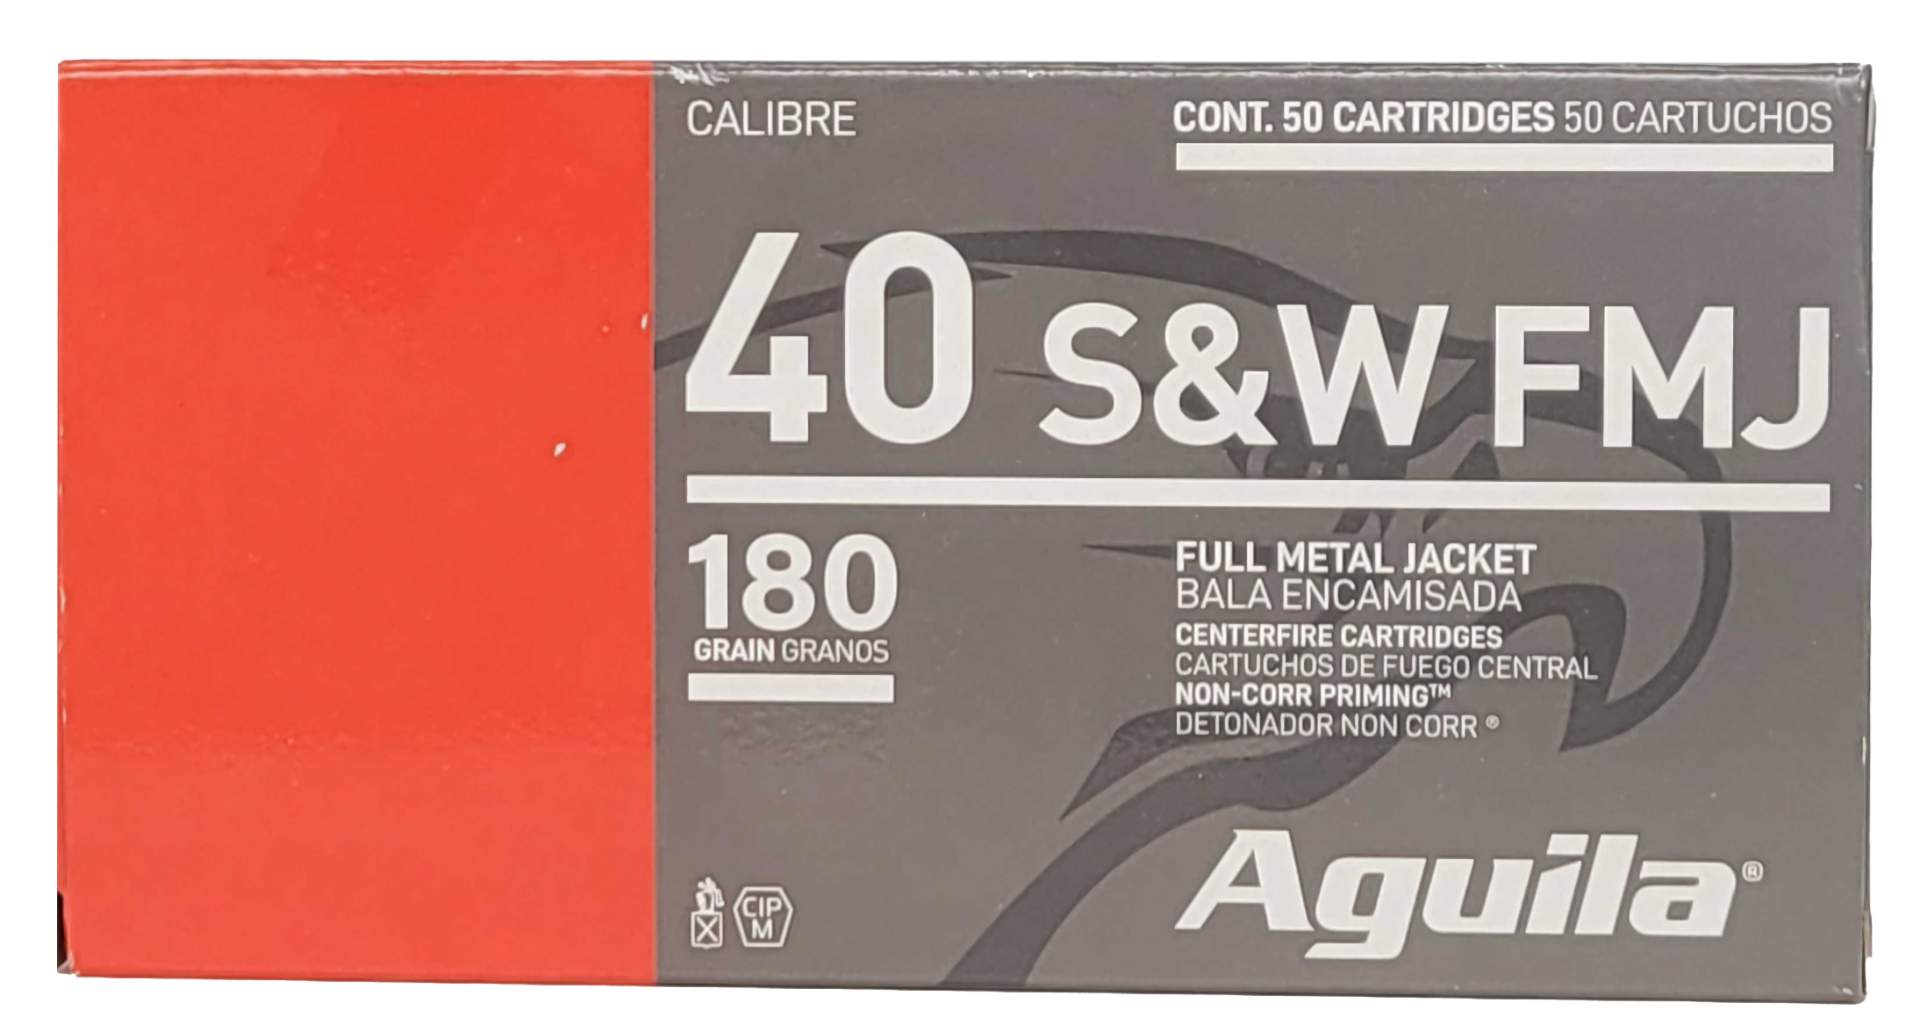 CALIBRE
CONT. 50 CARTRIDGES 50 CARTUCHOS
40 S&W FMJ
180
GRAIN GRANOS
FULL METAL JACKET
BALA ENCAMISADA
CENTERFIRE CARTRIDGES
CARTUCHOS DE FUEGO CENTRAL
NON-CORR PRIMING™
DETONADOR NON CORR ®
CIP
M
Aguila®